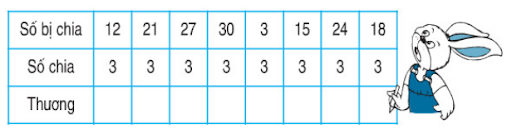 Số bị chia 12 21 27 30 3 15 24 18
Số chia 3 3 3 3 3 3 3 3
Thương